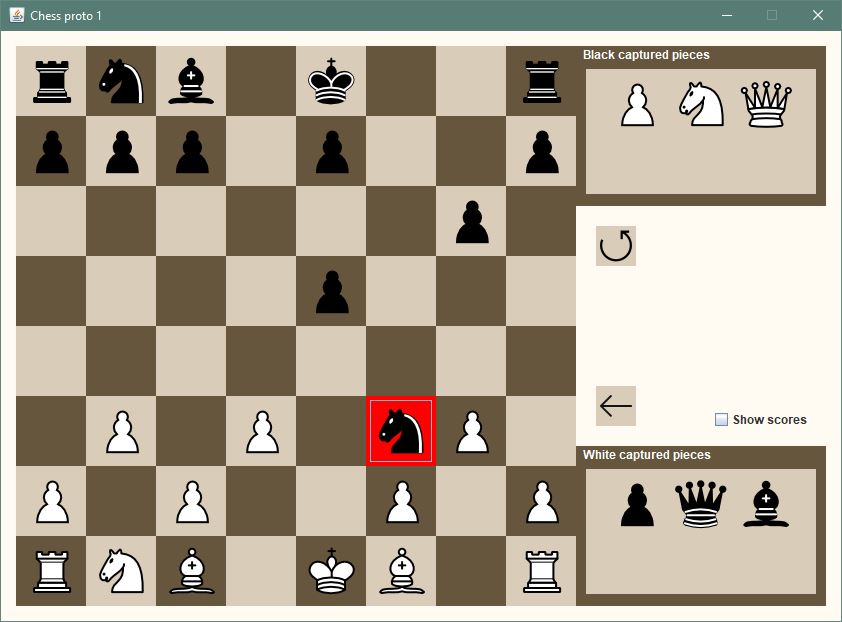 Chess proto 1
Black captured pieces
Show scores
White captured pieces